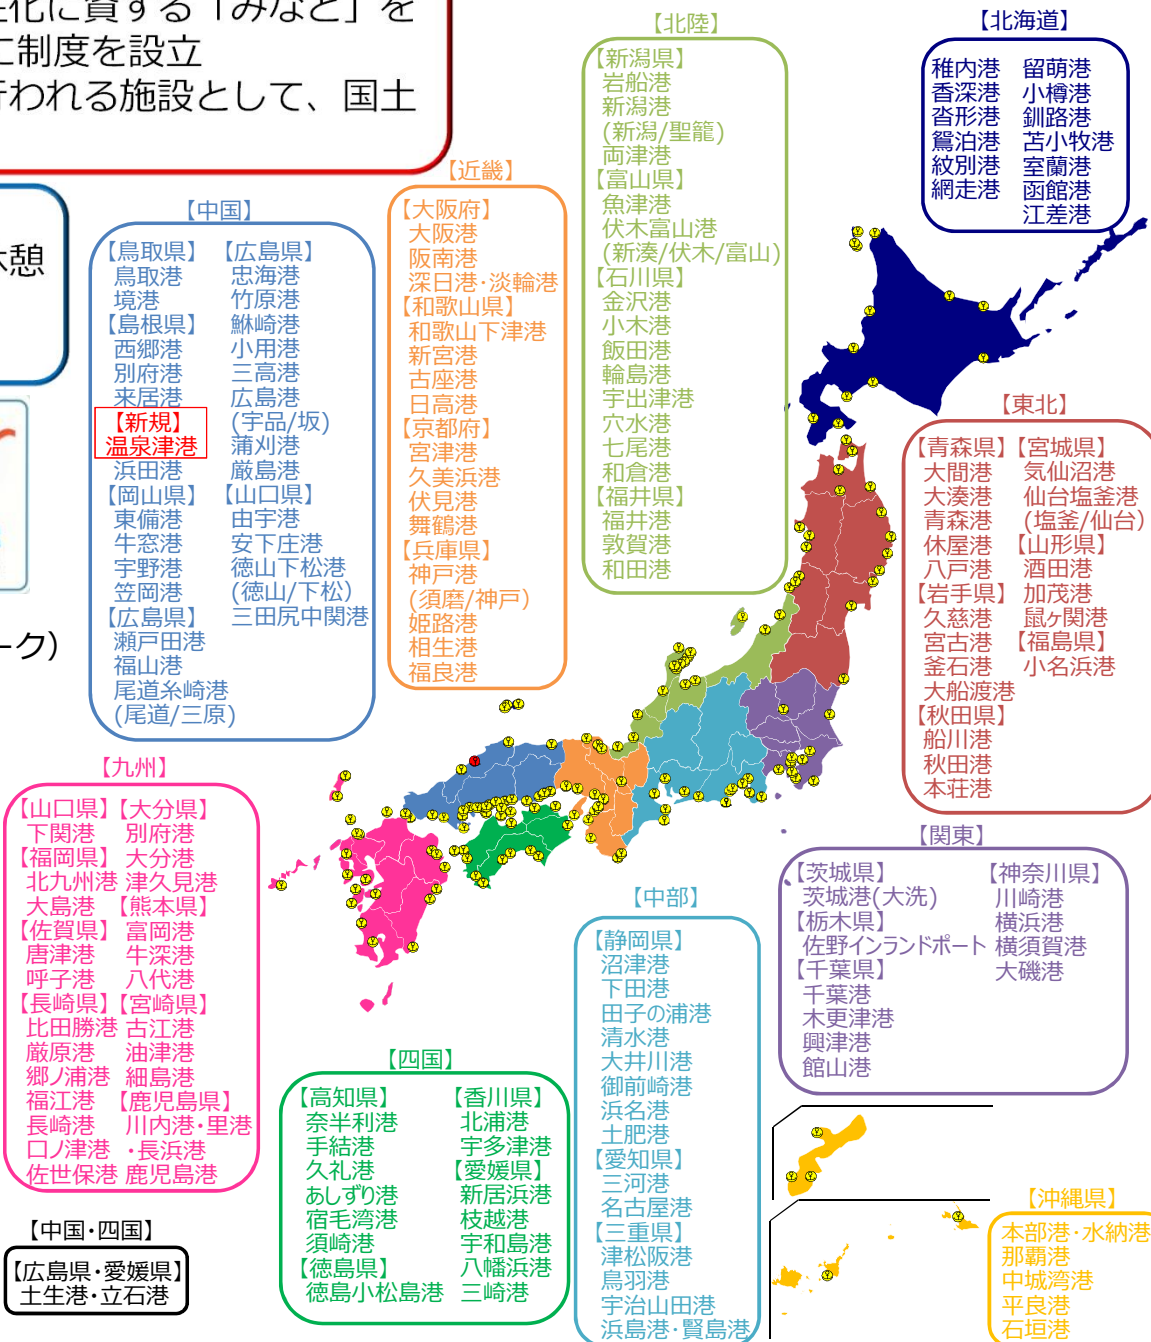 性化に資する「みなと」を
に制度を設立
行われる施設として、国土
休憩
ーク)
【中国】
【鳥取県】
鳥取港
境港
【島根県】
西郷港
別府港
来居港
【新規】
温泉津港
浜田港
【岡山県】
東備港
牛窓港
宇野港
笠岡港
【広島県】
瀬戸田港
福山港
尾道糸崎港
(尾道/三原)
【広島県】
忠海港
竹原港
鮴崎港
小用港
三高港
広島港
(宇品/坂)
蒲刈港
厳島港
【山口県】
由宇港
安下庄港
徳山下松港
(徳山/下松)
三田尻中関港
【近畿】
【大阪府】
大阪港
阪南港
深日港・淡輪港
【和歌山県】
和歌山下津港
新宮港
古座港
日高港
【京都府】
宮津港
久美浜港
伏見港
舞鶴港
【兵庫県】
神戸港
(須磨/神戸)
姫路港
相生港
福良港
【北陸】
【新潟県】
岩船港
新潟港
(新潟/聖籠)
両津港
【富山県】
魚津港
伏木富山港
(新湊/伏木/富山)
【石川県】
金沢港
小木港
飯田港
輪島港
宇出津港
穴水港
七尾港
和倉港
【福井県】
福井港
敦賀港
和田港
【北海道】
稚内港
香深港
沓形港
鴛泊港
紋別港
網走港
留萌港
小樽港
釧路港
苫小牧港
室蘭港
函館港
江差港
【東北】
【青森県】
大間港
大湊港
青森港
休屋港
八戸港
【岩手県】
久慈港
宮古港
釜石港
大船渡港
【秋田県】
船川港
秋田港
本荘港
【宮城県】
気仙沼港
仙台塩釜港
(塩釜/仙台)
【山形県】
酒田港
加茂港
鼠ヶ関港
【福島県】
小名浜港
【九州】
【山口県】
下関港
【福岡県】
北九州港
大島港
【佐賀県】
唐津港
呼子港
【長崎県】
比田勝港
厳原港
郷ノ浦港
福江港
長崎港
口ノ津港
佐世保港
【大分県】
別府港
大分港
津久見港
【熊本県】
富岡港
牛深港
八代港
【宮崎県】
古江港
油津港
細島港
【鹿児島県】
川内港・里港
・長浜港
鹿児島港
【関東】
【茨城県】
茨城港(大洗)
【栃木県】
佐野インランドポート
【千葉県】
千葉港
木更津港
興津港
館山港
【神奈川県】
川崎港
横浜港
横須賀港
大磯港
【中部】
【静岡県】
沼津港
下田港
田子の浦港
清水港
大井川港
御前崎港
浜名港
土肥港
【愛知県】
三河港
名古屋港
【三重県】
津松阪港
鳥羽港
宇治山田港
浜島港・賢島港
【四国】
【高知県】
奈半利港
手結港
久礼港
あしずり港
宿毛湾港
須崎港
【徳島県】
徳島小松島港
【香川県】
北浦港
宇多津港
【愛媛県】
新居浜港
枝越港
宇和島港
八幡浜港
三崎港
【中国・四国】
【広島県・愛媛県】
土生港・立石港
【沖縄県】
本部港・水納港
那覇港
中城湾港
平良港
石垣港